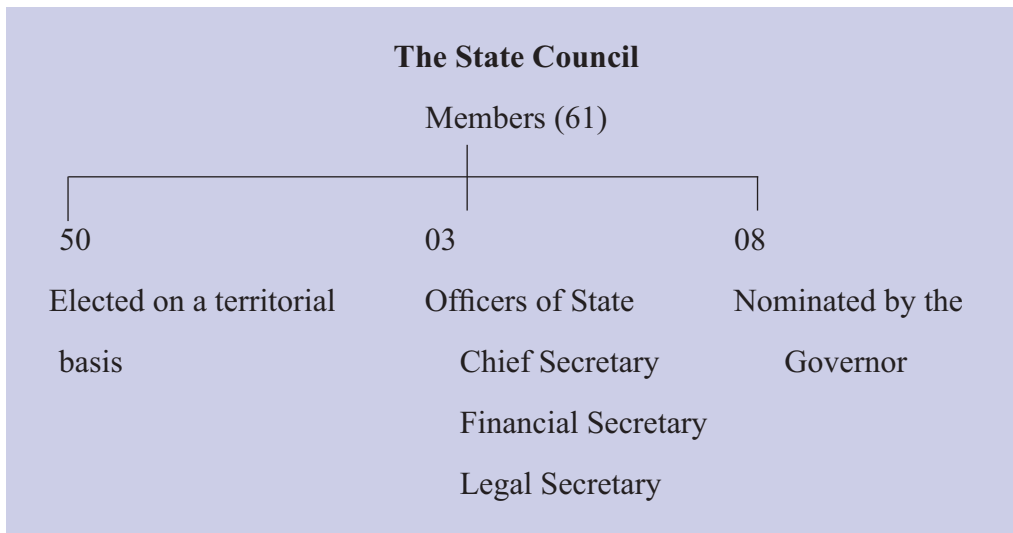 The State Council
Members (61)
50
03
08
Elected on a territorial
basis
Officers of State
Chief Secretary
Financial Secretary
Legal Secretary
Nominated by the
Governor